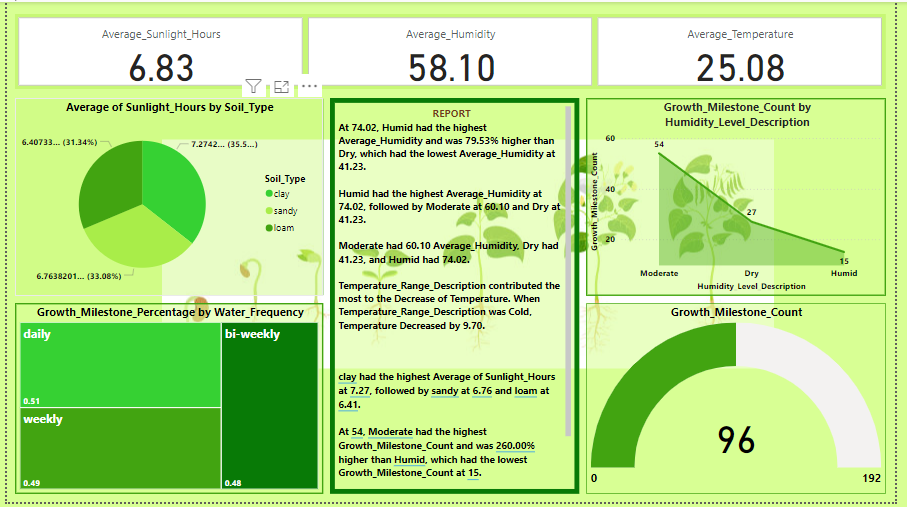 Average_Sunlight_Hours
6.83
Average_Humidity
58.10
Average_Temperature
25.08
Average of Sunlight_Hours by Soil_Type
6.40733... (31.34%)
7.2742... (35.5...)
6.7638201... (33.08%)
Soil_Type
clay
sandy
loam
REPORT
At 74.02, Humid had the highest
Average_Humidity and was 79.53% higher than
Dry, which had the lowest Average_Humidity at
41.23.
Humid had the highest Average_Humidity at
74.02, followed by Moderate at 60.10 and Dry at
41.23.
Moderate had 60.10 Average_Humidity, Dry had
41.23, and Humid had 74.02.
Temperature_Range_Description contributed the
most to the Decrease of Temperature. When
Temperature_Range_Description was Cold,
Temperature Decreased by 9.70.
clay had the highest Average of Sunlight_Hours
at 7.27, followed by sandy at 6.76 and loam at
6.41.
At 54, Moderate had the highest
Growth_Milestone_Count and was 260.00%
higher than Humid, which had the lowest
Growth_Milestone_Count at 15.
Growth_Milestone_Count by
Humidity_Level_Description
Growth_Milestone_Count
60
40
20
54
27
15
Moderate
Dry
Humid
Humidity_Level_Description
Growth_Milestone_Percentage by Water_Frequency
daily
0.51
weekly
0.49
bi-weekly
0.48
Growth_Milestone_Count
96
0
192